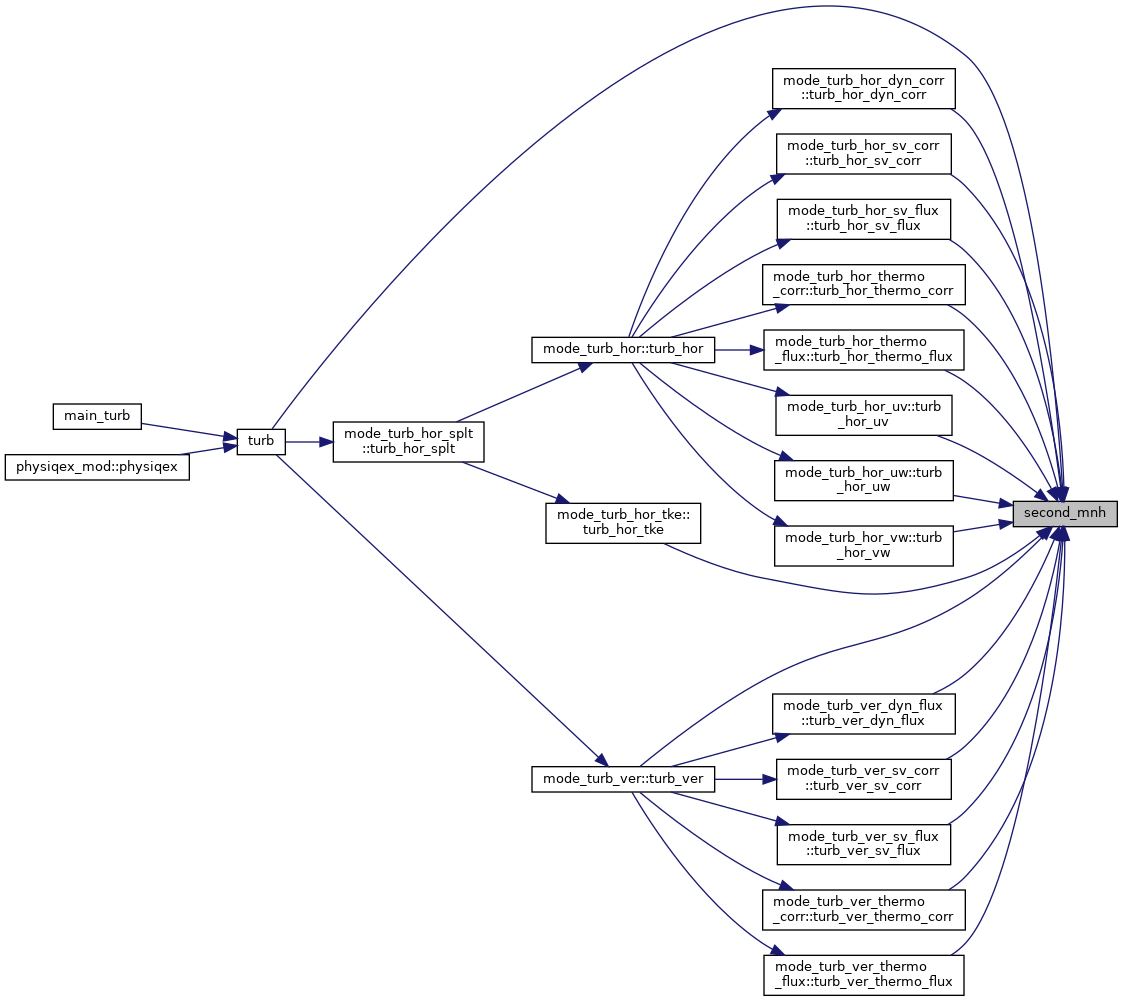 mode_turb_hor_dyn_corr
::turb_hor_dyn_corr
mode_turb_hor_sv_corr
::turb_hor_sv_corr
mode_turb_hor_sv_flux
::turb_hor_sv_flux
mode_turb_hor_thermo
_corr::turb_hor_thermo_corr
mode_turb_hor::turb_hor
mode_turb_hor_thermo
_flux::turb_hor_thermo_flux
mode_turb_hor_uv::turb
_hor_uv
main_turb
turb
physiqex_mod::physiqex
mode_turb_hor_splt
::turb_hor_splt
mode_turb_hor_uw::turb
_hor_uw
mode_turb_hor_tke::
turb_hor_tke
mode_turb_hor_vw::turb
_hor_vw
second_mnh
mode_turb_ver_dyn_flux
::turb_ver_dyn_flux
mode_turb_ver::turb_ver
mode_turb_ver_sv_corr
::turb_ver_sv_corr
mode_turb_ver_sv_flux
::turb_ver_sv_flux
mode_turb_ver_thermo
_corr::turb_ver_thermo_corr
mode_turb_ver_thermo
_flux::turb_ver_thermo_flux